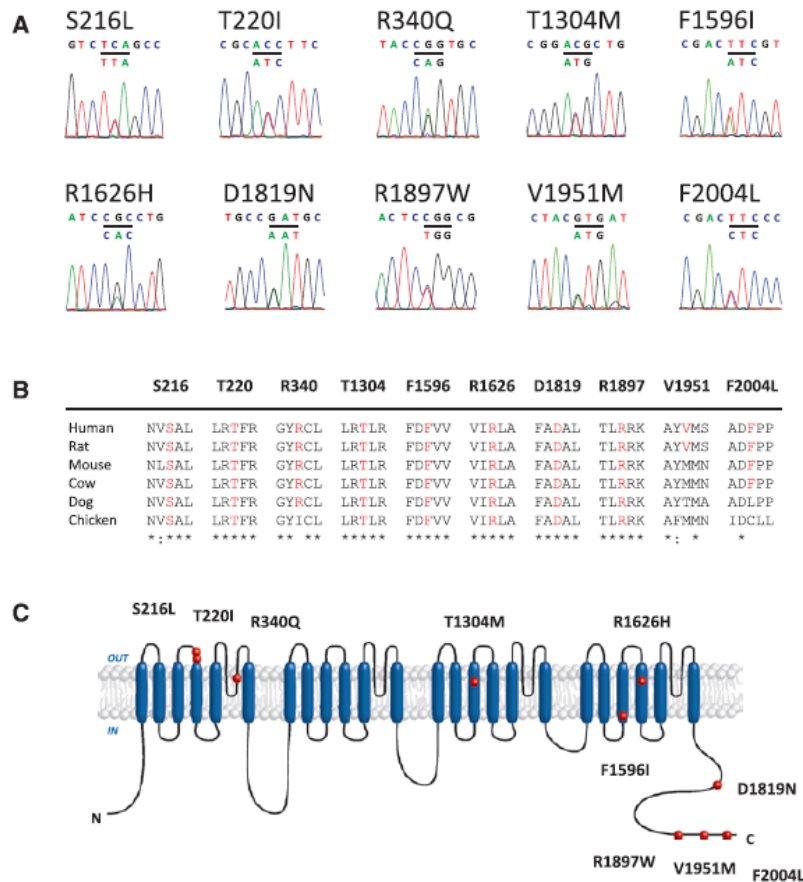 A
S216L T220I R340Q T1304M F1596I
GTCTCAGCC CGCACCTTC TACCGGTGC CGGACGCTG CGACTTCGT
TTA ATC CAG ATG ATC
R1626H D1819N R1897W V1951M F2004L
ATCCGCCTG TGCCGATGC ACTCCGGCG CTACGTGAT CGACTTCCC
CAC AAT TGG ATG CTC
B
S216 T220 R340 T1304 F1596 R1626 D1819 R1897 V1951 F2004L
Human NVSAL LRTFR GYRCL LRTLR FDFVV VIRLA FADAL TLRRK AYVMS ADFPP
Rat NVSAL LRTFR GYRCL LRTLR FDFVV VIRLA FADAL TLRRK AYVMS ADFPP
Mouse NLSAL LRTFR GYRCL LRTLR FDFVV VIRLA FADAL TLRRK AYMMN ADFPP
Cow NVSAL LRTFR GYRCL LRTLR FDFVV VIRLA FADAL TLRRK AYMMN ADFPP
Dog NVSAL LRTFR GYRCL LRTLR FDFVV VIRLA FADAL TLRRK AYTMA ADLPP
Chicken NVSAL LRTFR GYICL LRTLR FDFVV VIRLA FADAL TLRRK AFMMN IDCLL
*:*** ***** ** ** ***** ***** ***** ***** ***** *: * *
C
S216L T220I R340Q T1304M R1626H
OUT
IN
F1596I
D1819N
N
C
R1897W V1951M F2004L